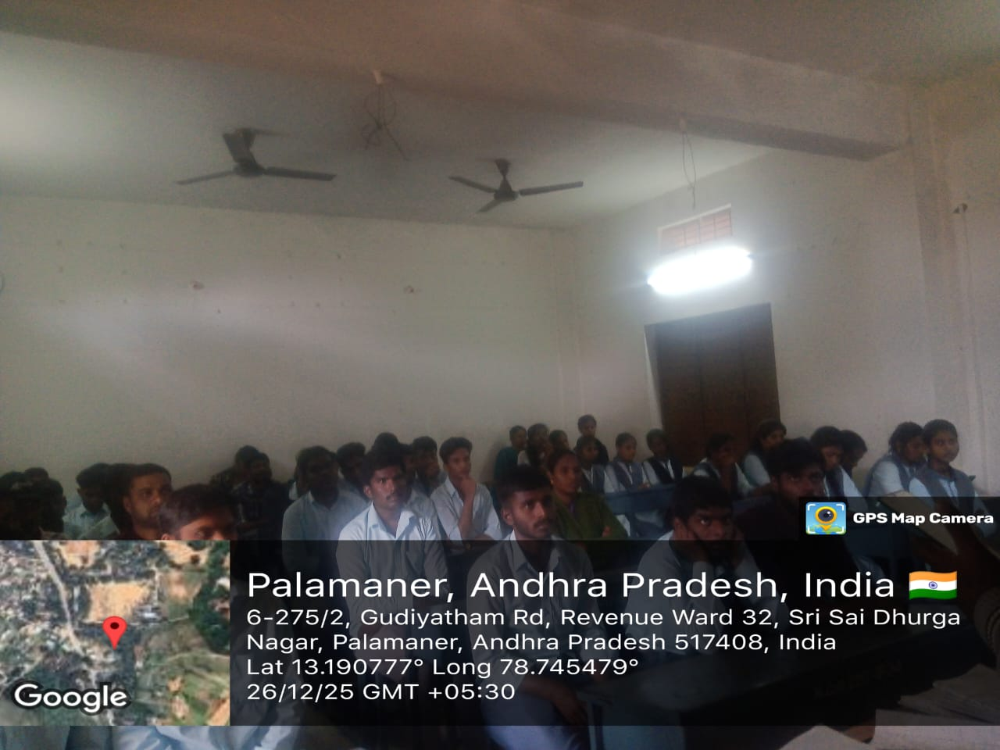 GPS Map Camera
Palamaner, Andhra Pradesh, India
6-275/2, Gudiyatham Rd, Revenue Ward 32, Sri Sai Dhurga
Nagar, Palamaner, Andhra Pradesh 517408, India
Lat 13.190777° Long 78.745479°
26/12/25 GMT +05:30
Google